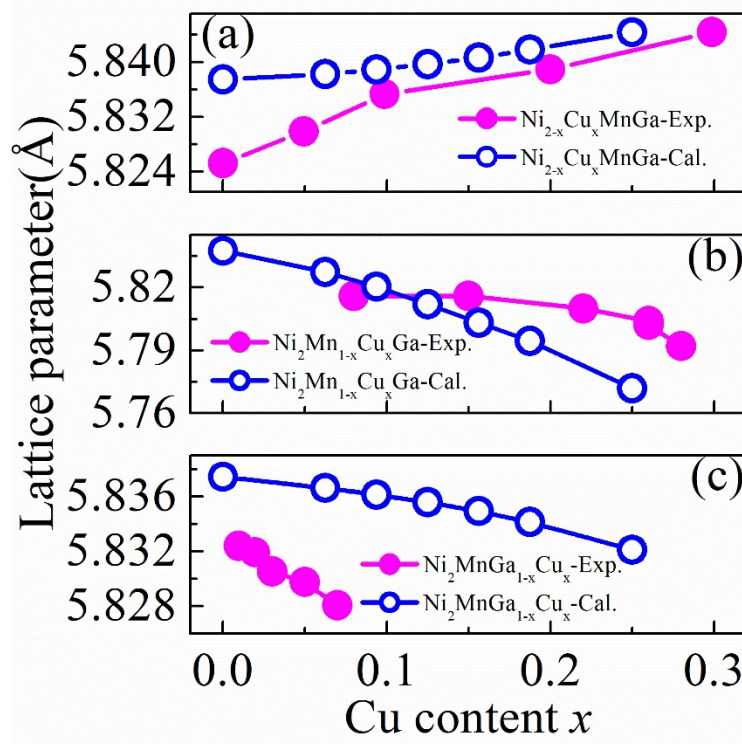 (a)
5.840
5.832
5.824
Ni₂₋ₓCuₓMnGa-Exp.
Ni₂₋ₓCuₓMnGa-Cal.
(b)
5.82
5.79
5.76
Ni₂Mn₁₋ₓCuₓGa-Exp.
Ni₂Mn₁₋ₓCuₓGa-Cal.
(c)
5.836
5.832
5.828
Ni₂MnGa₁₋ₓCuₓ-Exp.
Ni₂MnGa₁₋ₓCuₓ-Cal.
Lattice parameter(Å)
0.0 0.1 0.2 0.3
Cu content x